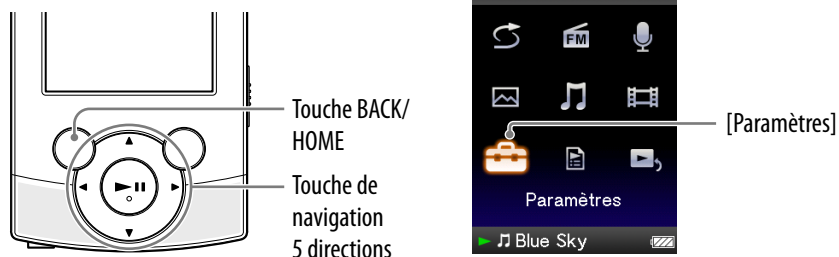 Touche BACK/
HOME
Touche de
navigation
5 directions
FM
Paramètres
Blue Sky
[Paramètres]